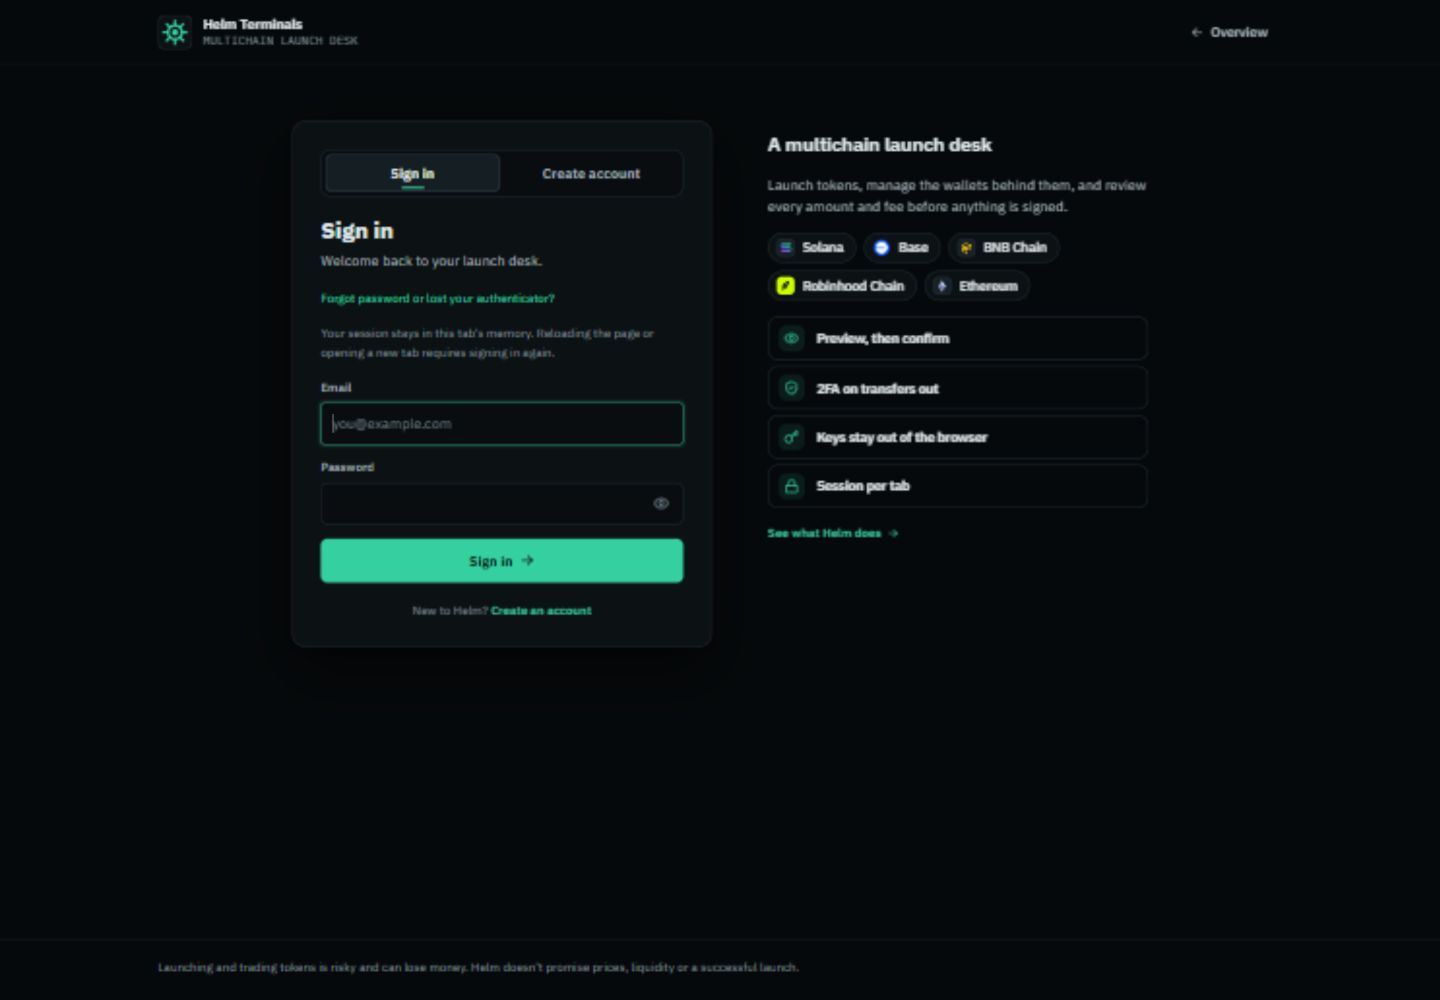 Helm Terminals
MULTICHAIN LAUNCH DESK
← Overview
Sign in
Create account
Sign in
Welcome back to your launch desk.
Forgot password or lost your authenticator?
Your session stays in this tab's memory. Reloading the page or
opening a new tab requires signing in again.
Email
you@example.com
Password
Sign in →
New to Helm? Create an account
A multichain launch desk
Launch tokens, manage the wallets behind them, and review
every amount and fee before anything is signed.
Solana
Base
BNB Chain
Robinhood Chain
Ethereum
Preview, then confirm
2FA on transfers out
Keys stay out of the browser
Session per tab
See what Helm does →
Launching and trading tokens is risky and can lose money. Helm doesn't promise prices, liquidity or a successful launch.